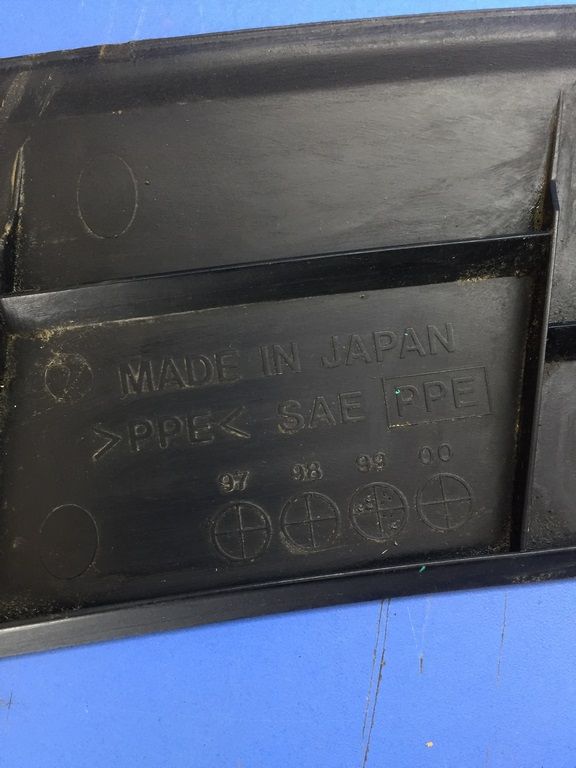 MADE IN JAPAN
>PPE< SAE PPE
97 98 99 00